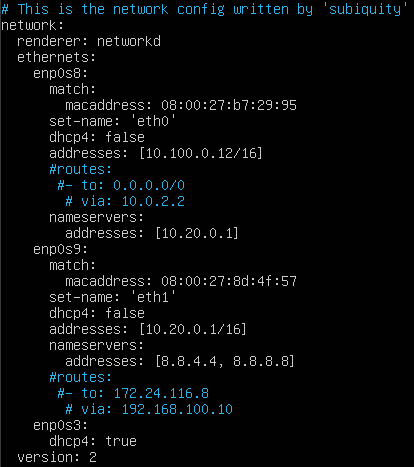 # This is the network config written by 'subiquity'
network:
  renderer: networkd
  ethernets:
    enp0s8:
      match:
        macaddress: 08:00:27:b7:29:95
      set-name: 'eth0'
      dhcp4: false
      addresses: [10.100.0.12/16]
      #routes:
       #- to: 0.0.0.0/0
        # via: 10.0.2.2
      nameservers:
        addresses: [10.20.0.1]
    enp0s9:
      match:
        macaddress: 08:00:27:8d:4f:57
      set-name: 'eth1'
      dhcp4: false
      addresses: [10.20.0.1/16]
      nameservers:
        addresses: [8.8.4.4, 8.8.8.8]
      #routes:
       #- to: 172.24.116.8
        # via: 192.168.100.10
    enp0s3:
      dhcp4: true
  version: 2